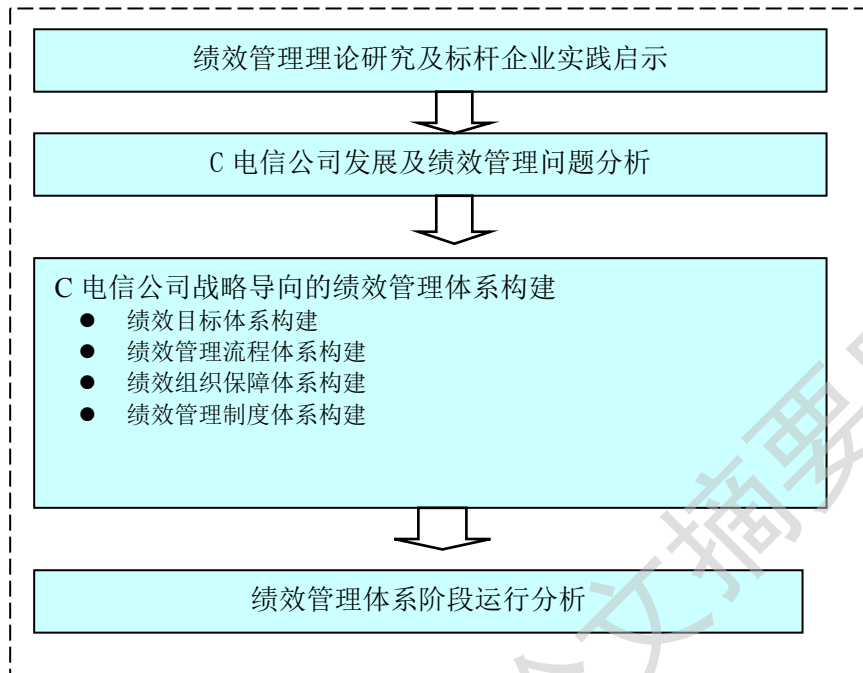 绩效管理理论研究及标杆企业实践启示
C 电信公司发展及绩效管理问题分析
C 电信公司战略导向的绩效管理体系构建
● 绩效目标体系构建
● 绩效管理流程体系构建
● 绩效组织保障体系构建
● 绩效管理制度体系构建
绩效管理体系阶段运行分析
文摘要